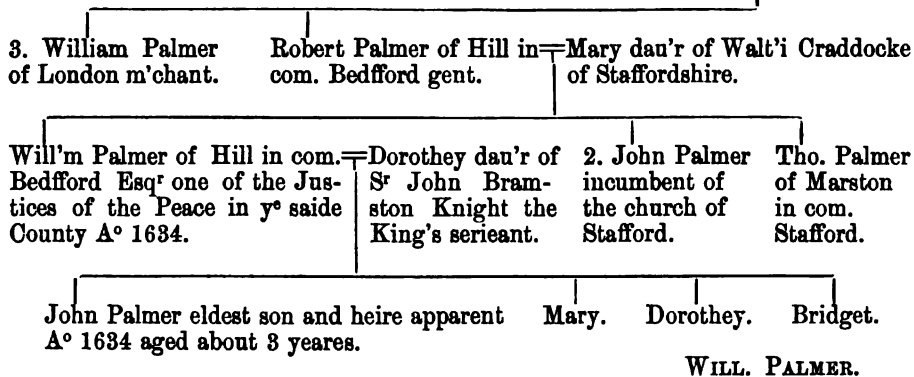 3. William Palmer
of London m'chant.
Robert Palmer of Hill in
com. Bedfford gent.
Mary dau'r of Walt'i Craddocke
of Staffordshire.
Will'm Palmer of Hill in com.
Bedfford Esqʳ one of the Jus-
tices of the Peace in yᵉ saide
County Aº 1634.
Dorothey dau'r of
Sʳ John Bram-
ston Knight the
King's serieant.
2. John Palmer
incumbent of
the church of
Stafford.
Tho. Palmer
of Marston
in com.
Stafford.
John Palmer eldest son and heire apparent
Aº 1634 aged about 3 yeares.
Mary.
Dorothey.
Bridget.
WILL. PALMER.